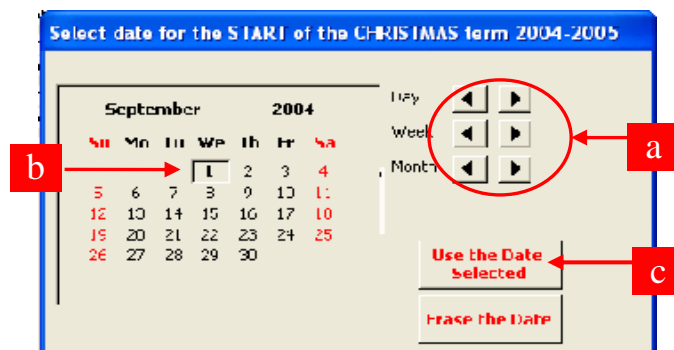 Select date for the START of the CHRISTMAS term 2004-2005
September 2004
Su Mo Tu We Th Fr Sa
1 2 3 4
5 6 7 8 9 10 11
12 13 14 15 16 17 18
19 20 21 22 23 24 25
26 27 28 29 30
Day
Week
Month
a
b
Use the Date
Selected
c
Erase the Date